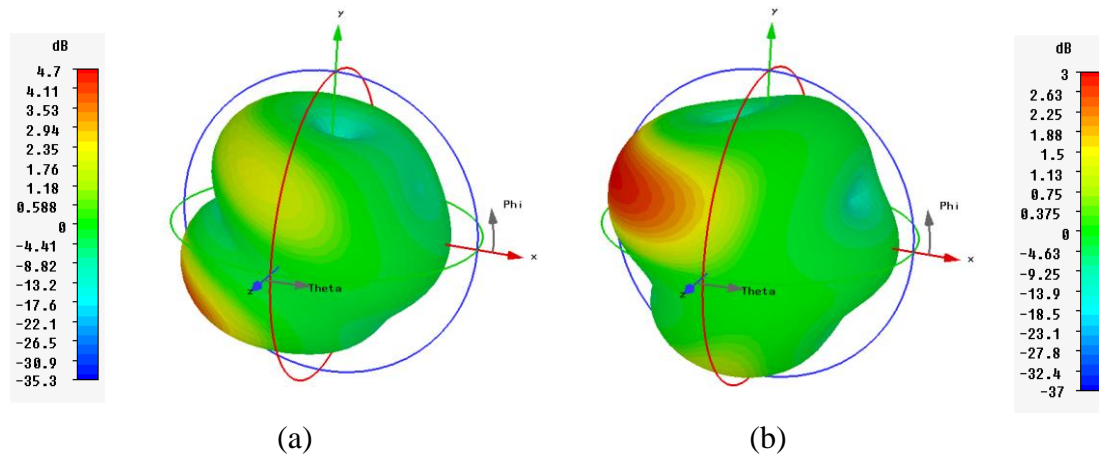 dB
4.7
4.11
3.53
2.94
2.35
1.76
1.18
0.588
0
-4.41
-8.82
-13.2
-17.6
-22.1
-26.5
-30.9
-35.3
y
Phi
x
Theta
z
y
Phi
x
Theta
z
dB
3
2.63
2.25
1.88
1.5
1.13
0.75
0.375
0
-4.63
-9.25
-13.9
-18.5
-23.1
-27.8
-32.4
-37
(a)
(b)